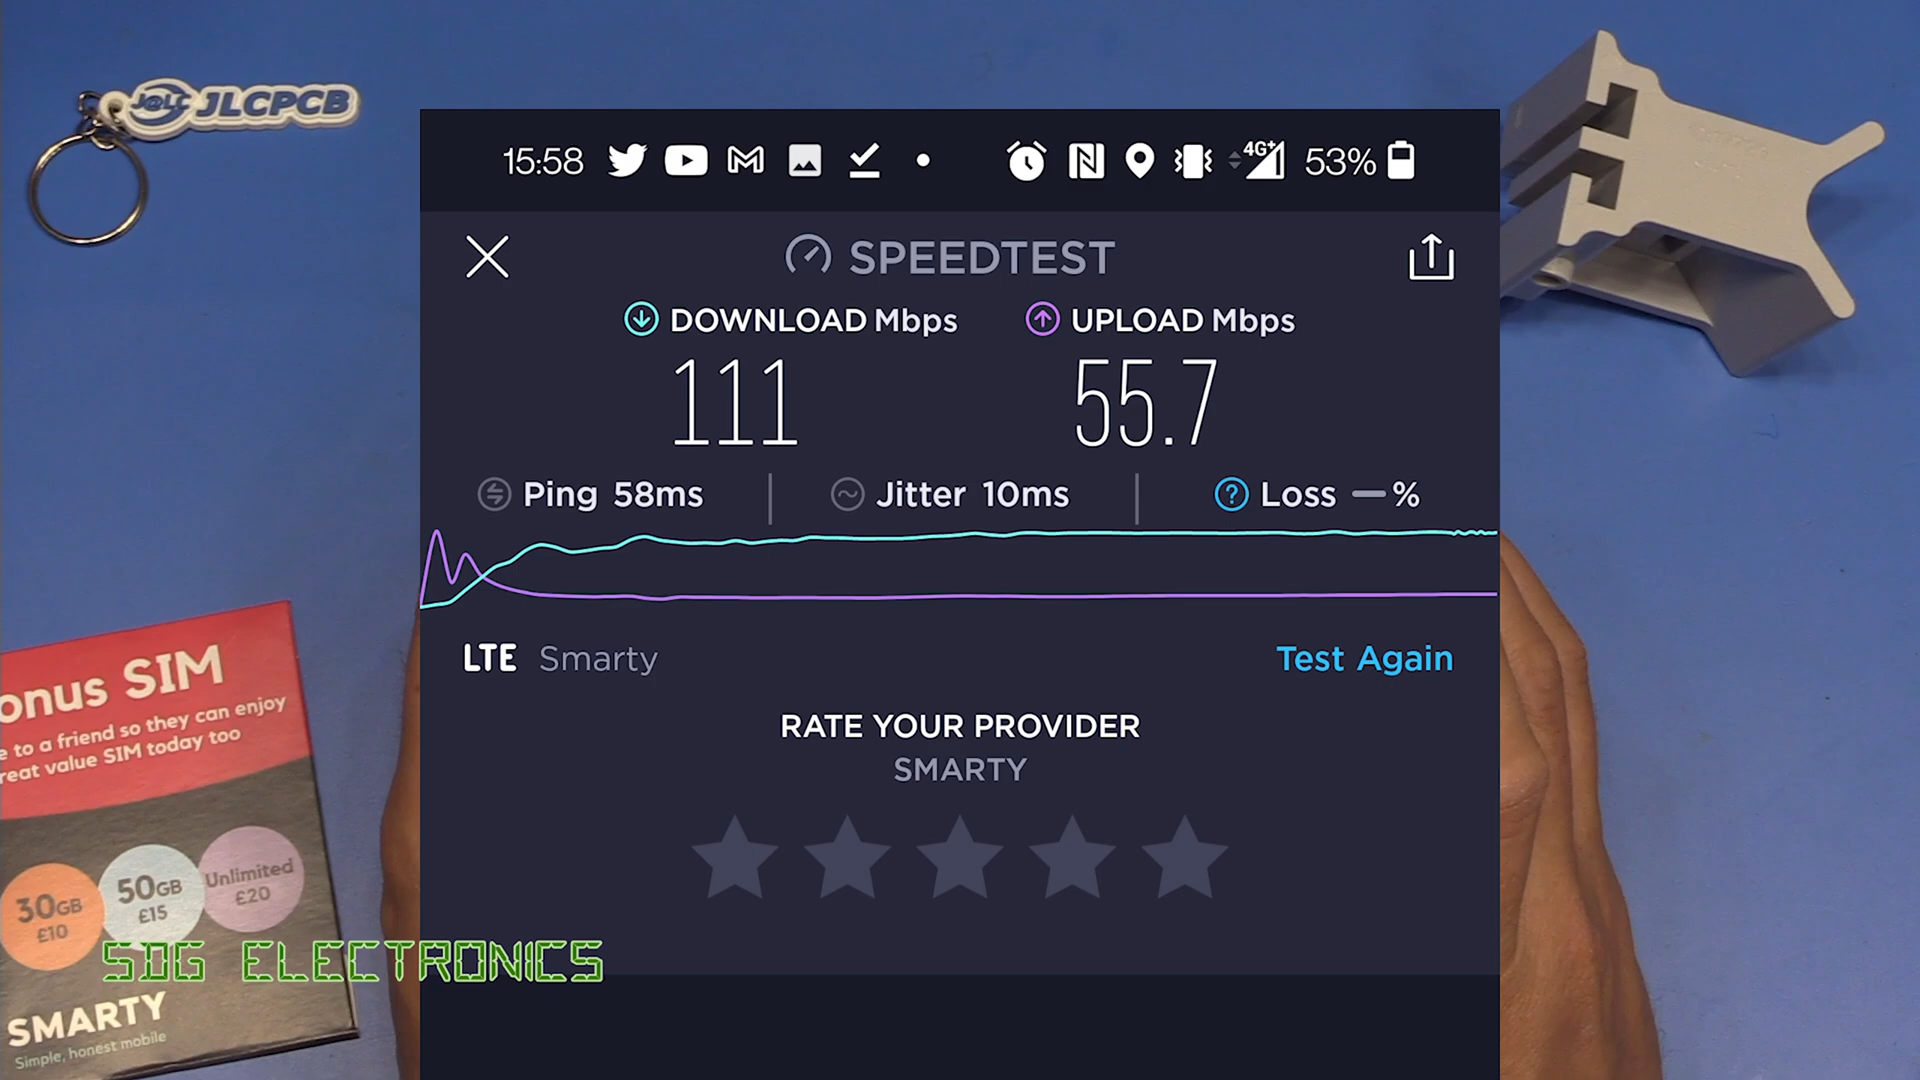 J@LC JLCPCB
15:58
4G+
53%
SPEEDTEST
DOWNLOAD Mbps
UPLOAD Mbps
111
55.7
Ping 58ms
Jitter 10ms
Loss — %
LTE Smarty
Test Again
RATE YOUR PROVIDER
SMARTY
onus SIM
e to a friend so they can enjoy
reat value SIM today too
30GB
£10
50GB
£15
Unlimited
£20
SDG ELECTRONICS
SMARTY
Simple, honest mobile